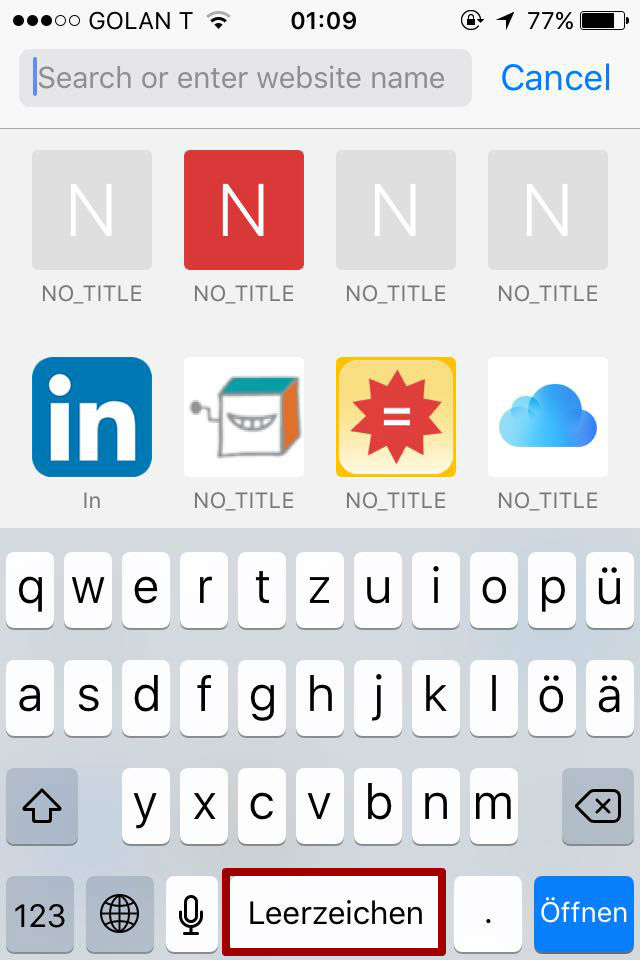 GOLAN T 01:09 77%
Search or enter website name Cancel
N N N N
NO_TITLE NO_TITLE NO_TITLE NO_TITLE
in =
In NO_TITLE NO_TITLE NO_TITLE
q w e r t z u i o p ü
a s d f g h j k l ö ä
y x c v b n m
123 Leerzeichen . Öffnen